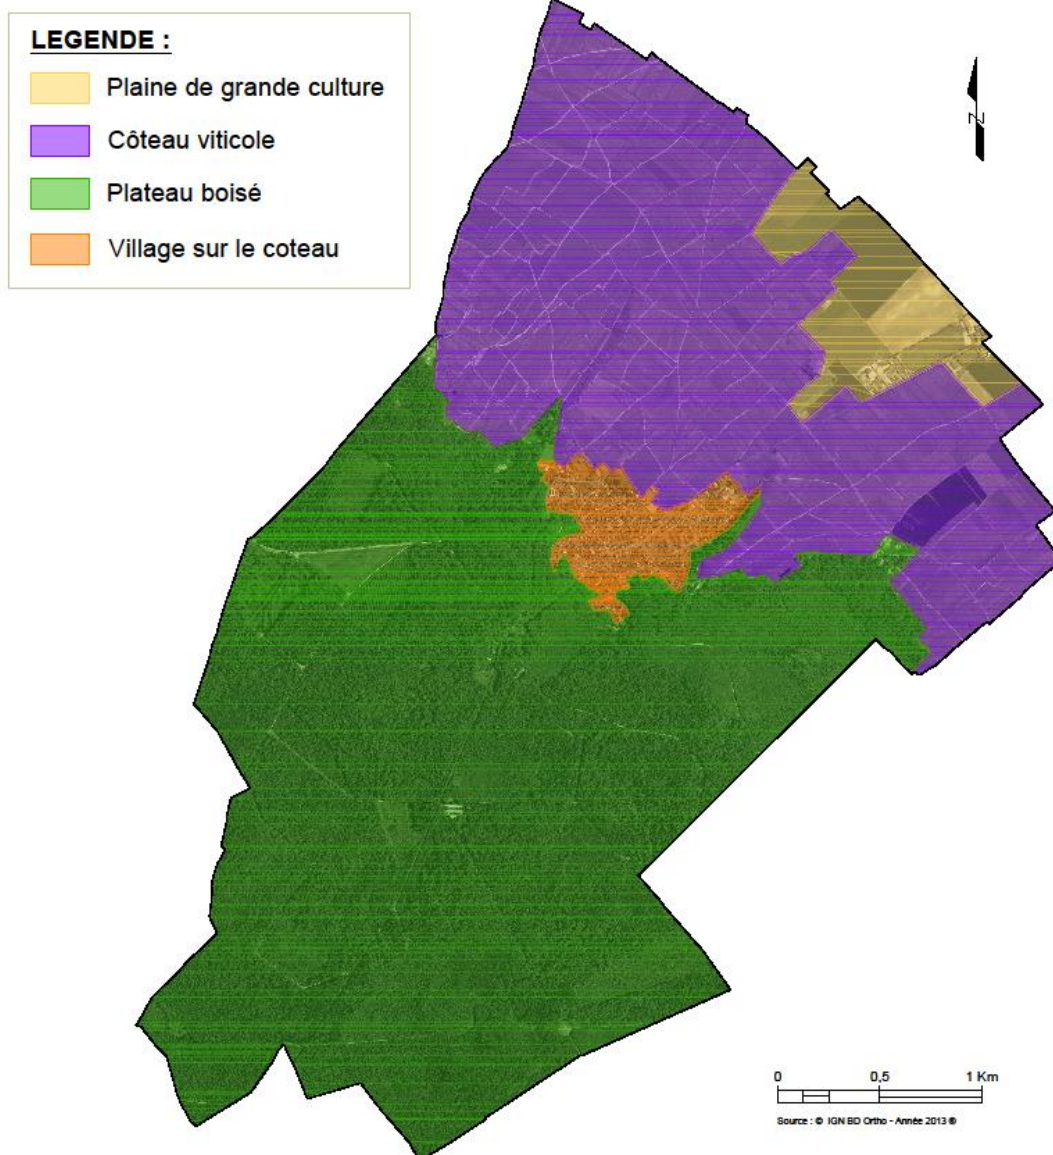 LEGENDE :
Plaine de grande culture
Côteau viticole
Plateau boisé
Village sur le coteau
N
0 0,5 1 Km
Source : © IGN BD Ortho - Année 2013 ®